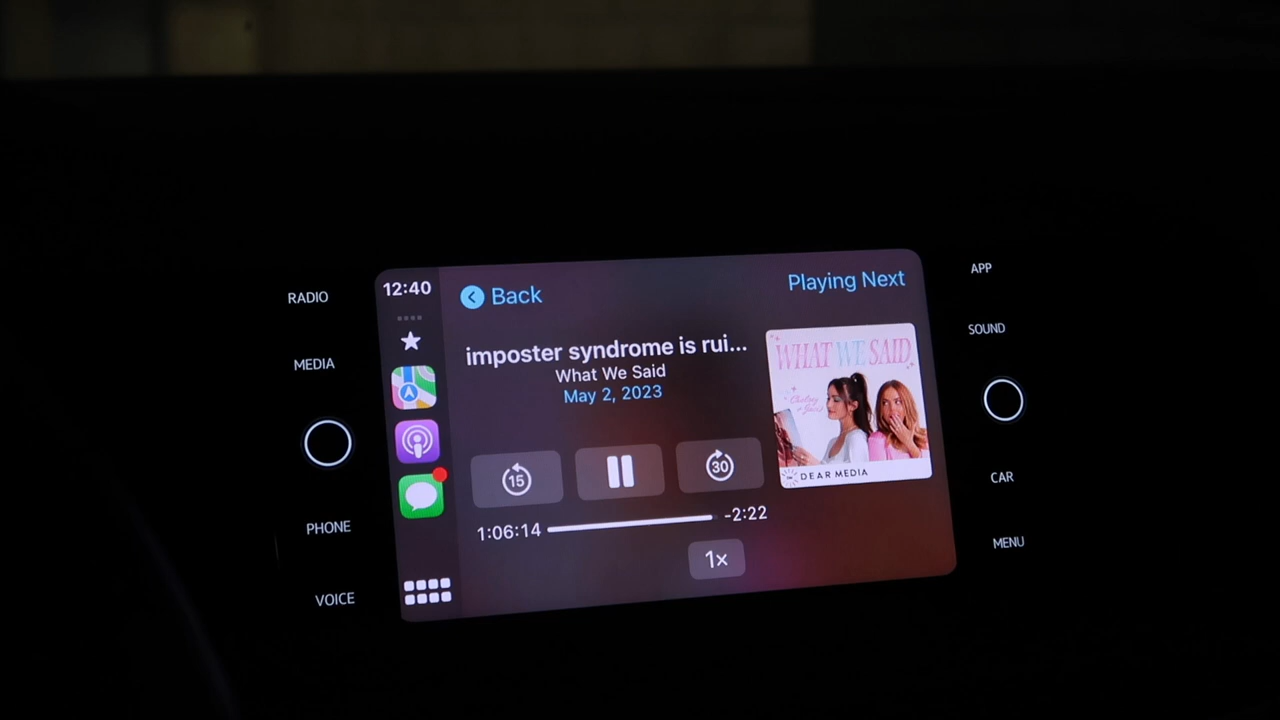 RADIO
MEDIA
PHONE
VOICE
12:40
Back
Playing Next
imposter syndrome is rui...
What We Said
May 2, 2023
15
30
1:06:14
-2:22
1x
WHAT WE SAID
Chatting
DEAR MEDIA
APP
SOUND
CAR
MENU